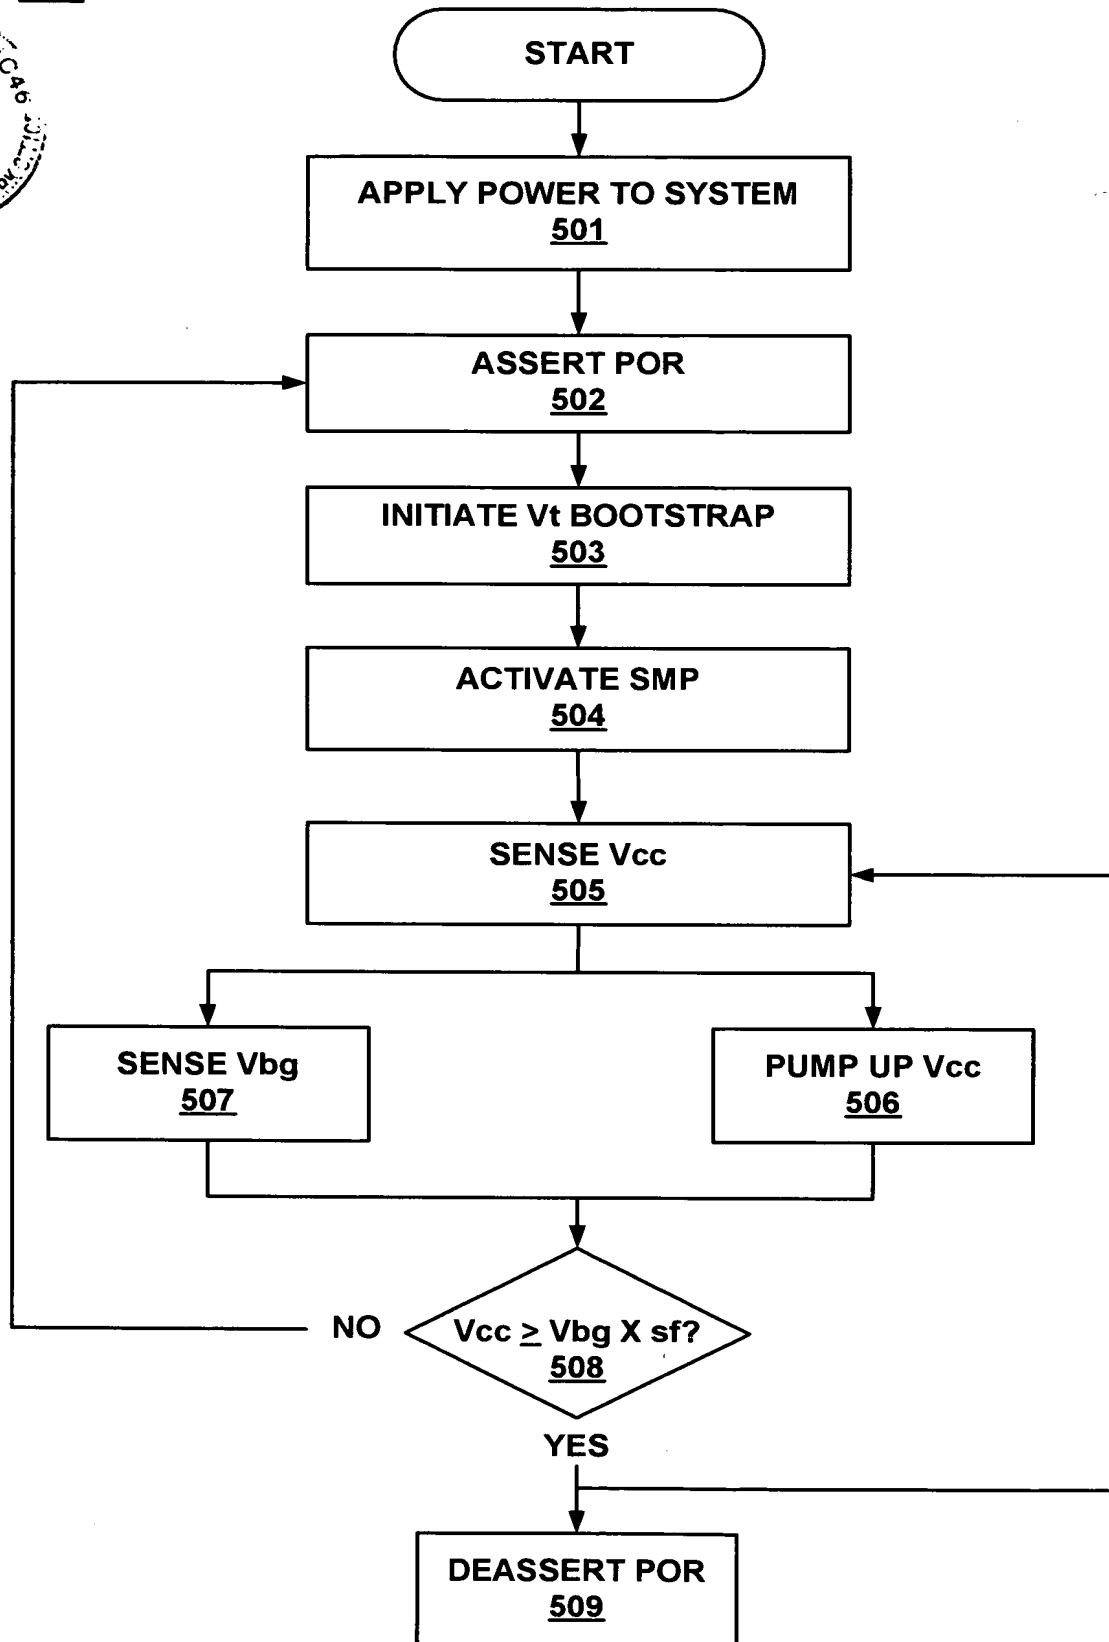 START
APPLY POWER TO SYSTEM
501
ASSERT POR
502
INITIATE Vt BOOTSTRAP
503
ACTIVATE SMP
504
SENSE Vcc
505
SENSE Vbg
507
PUMP UP Vcc
506
NO
Vcc ≥ Vbg X sf?
508
YES
DEASSERT POR
509